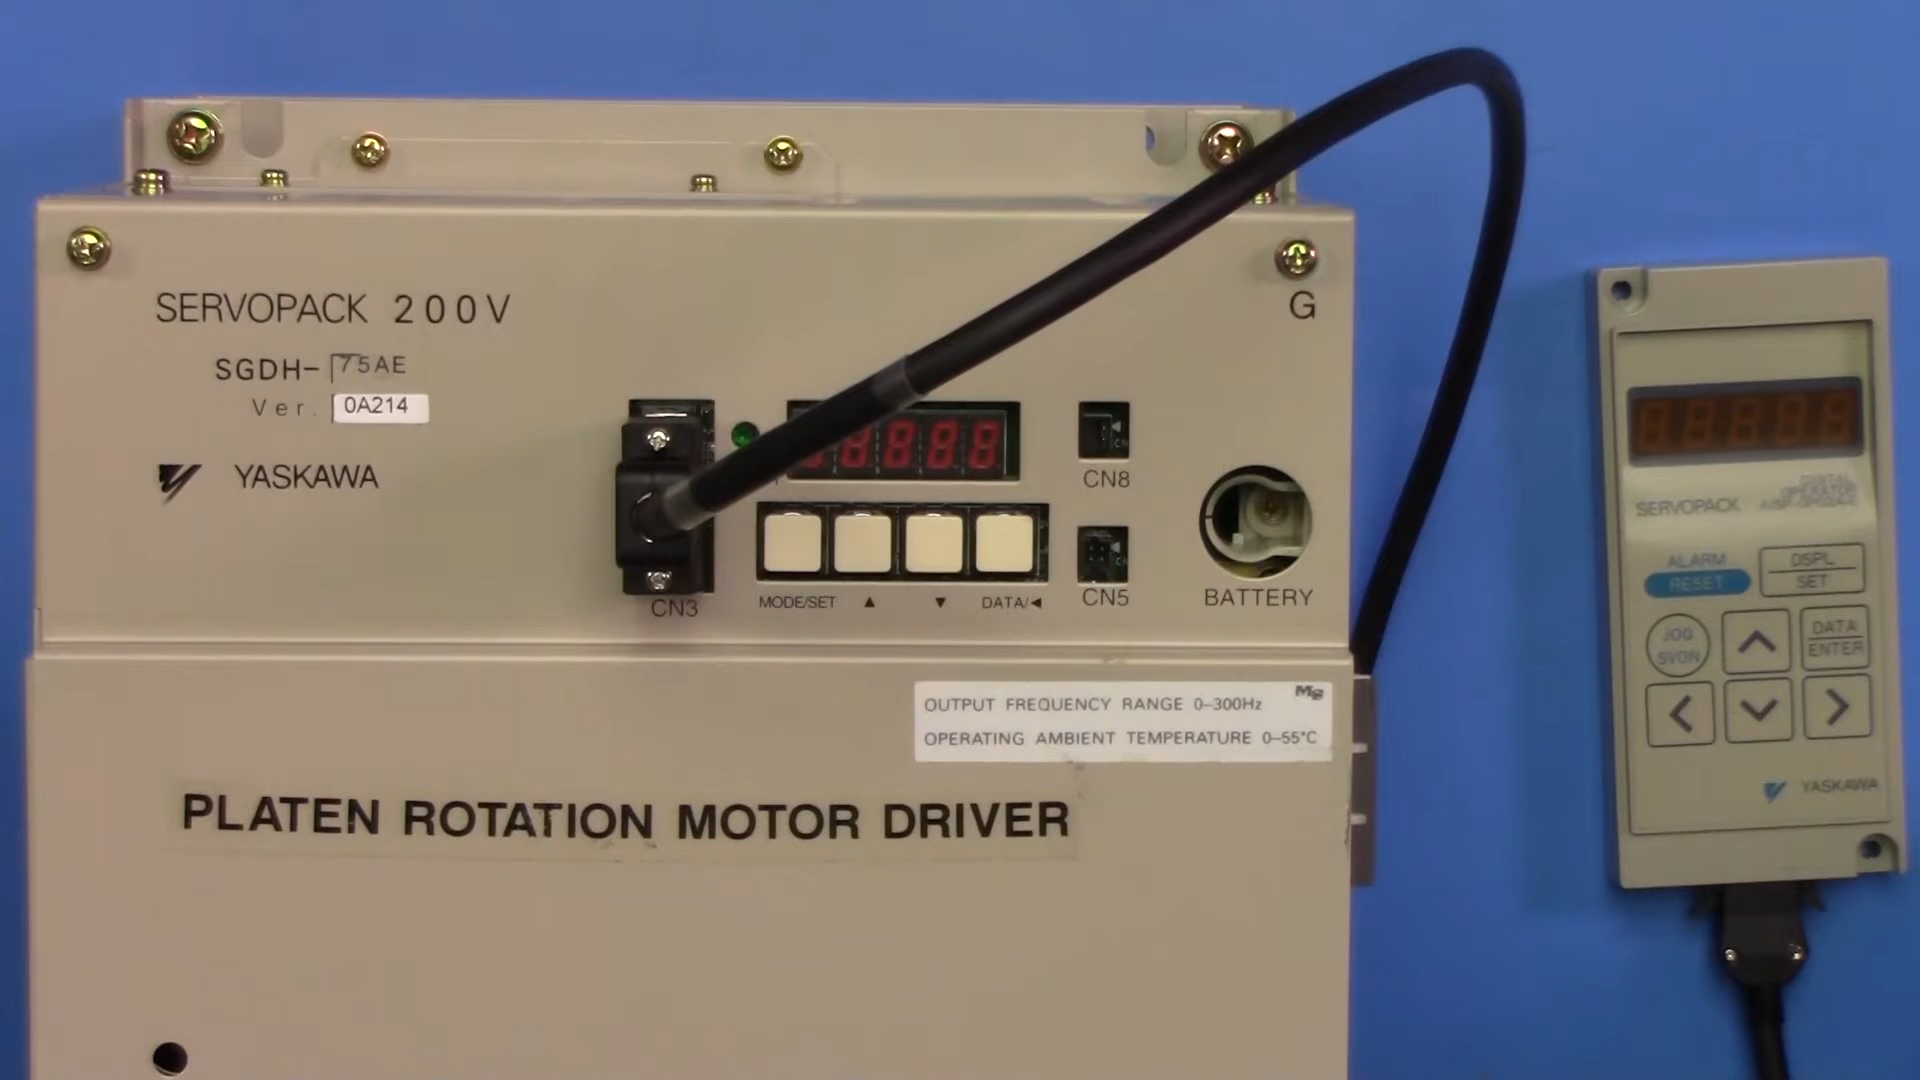 SERVOPACK 200V
G
SGDH-75AE
Ver. 0A214
YASKAWA
CN3
MODE/SET ▲ ▼ DATA/◀
CN8
CN5
BATTERY
OUTPUT FREQUENCY RANGE 0–300Hz
OPERATING AMBIENT TEMPERATURE 0–55°C
PLATEN ROTATION MOTOR DRIVER
SERVOPACK
DIGITAL
OPERATOR
ALARM
RESET
DSPL
SET
JOG
SVON
DATA
ENTER
YASKAWA